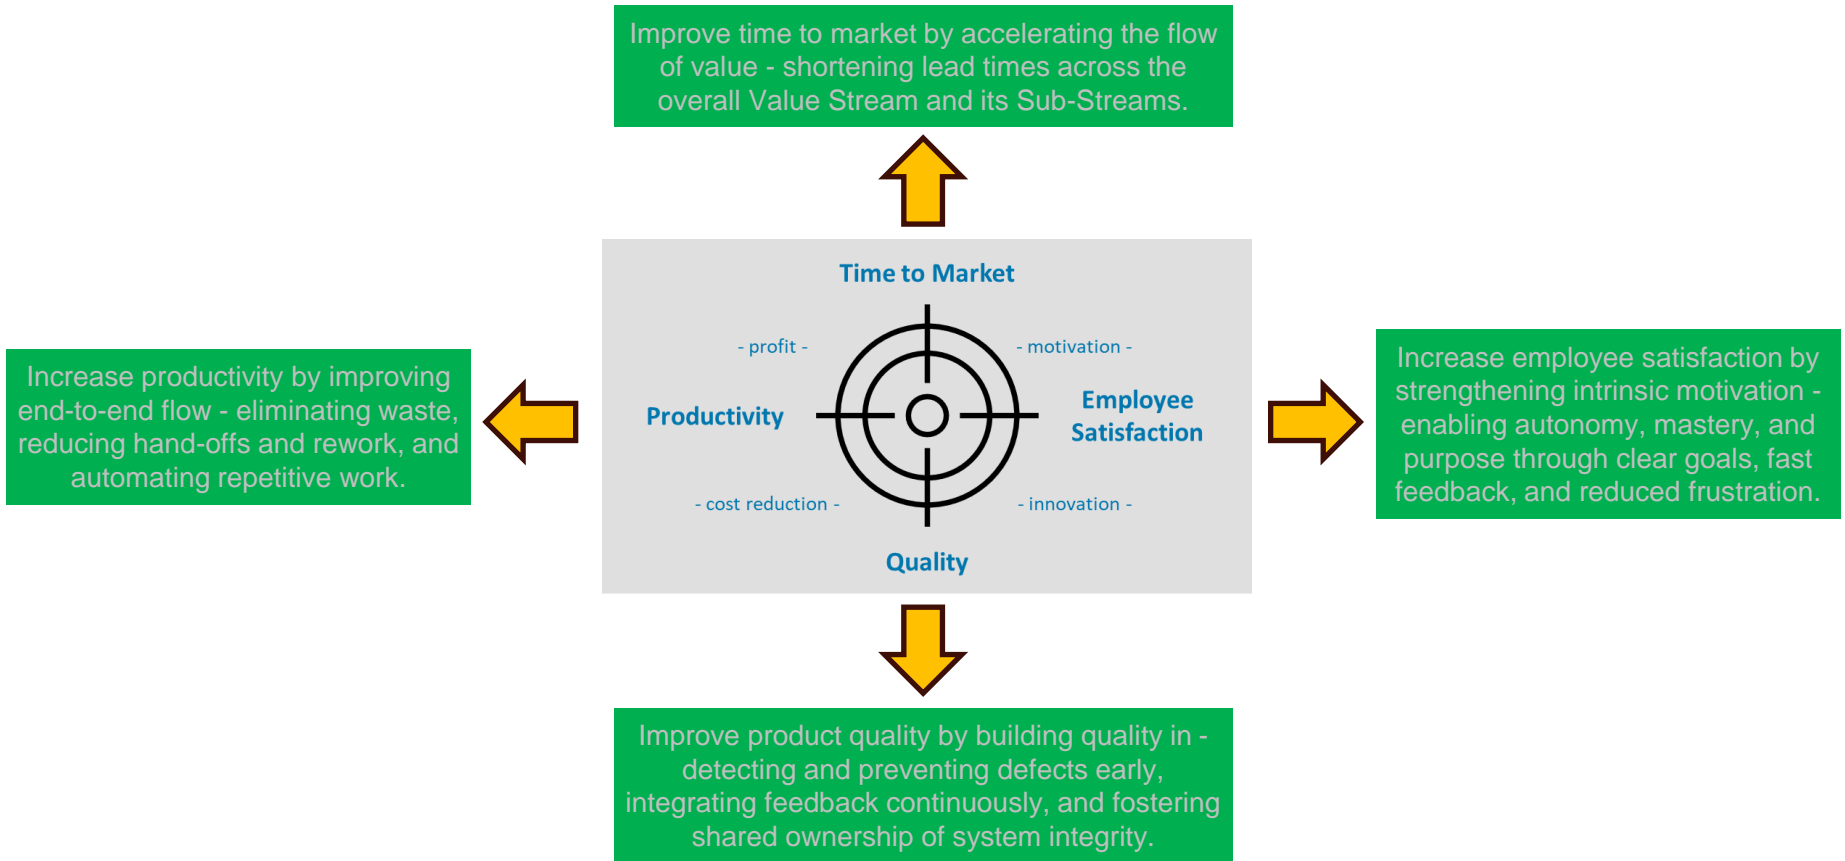 Improve time to market by accelerating the flow
of value - shortening lead times across the
overall Value Stream and its Sub-Streams.
Time to Market
- profit -
- motivation -
Productivity
Employee
Satisfaction
- cost reduction -
- innovation -
Quality
Increase productivity by improving
end-to-end flow - eliminating waste,
reducing hand-offs and rework, and
automating repetitive work.
Increase employee satisfaction by
strengthening intrinsic motivation -
enabling autonomy, mastery, and
purpose through clear goals, fast
feedback, and reduced frustration.
Improve product quality by building quality in -
detecting and preventing defects early,
integrating feedback continuously, and fostering
shared ownership of system integrity.